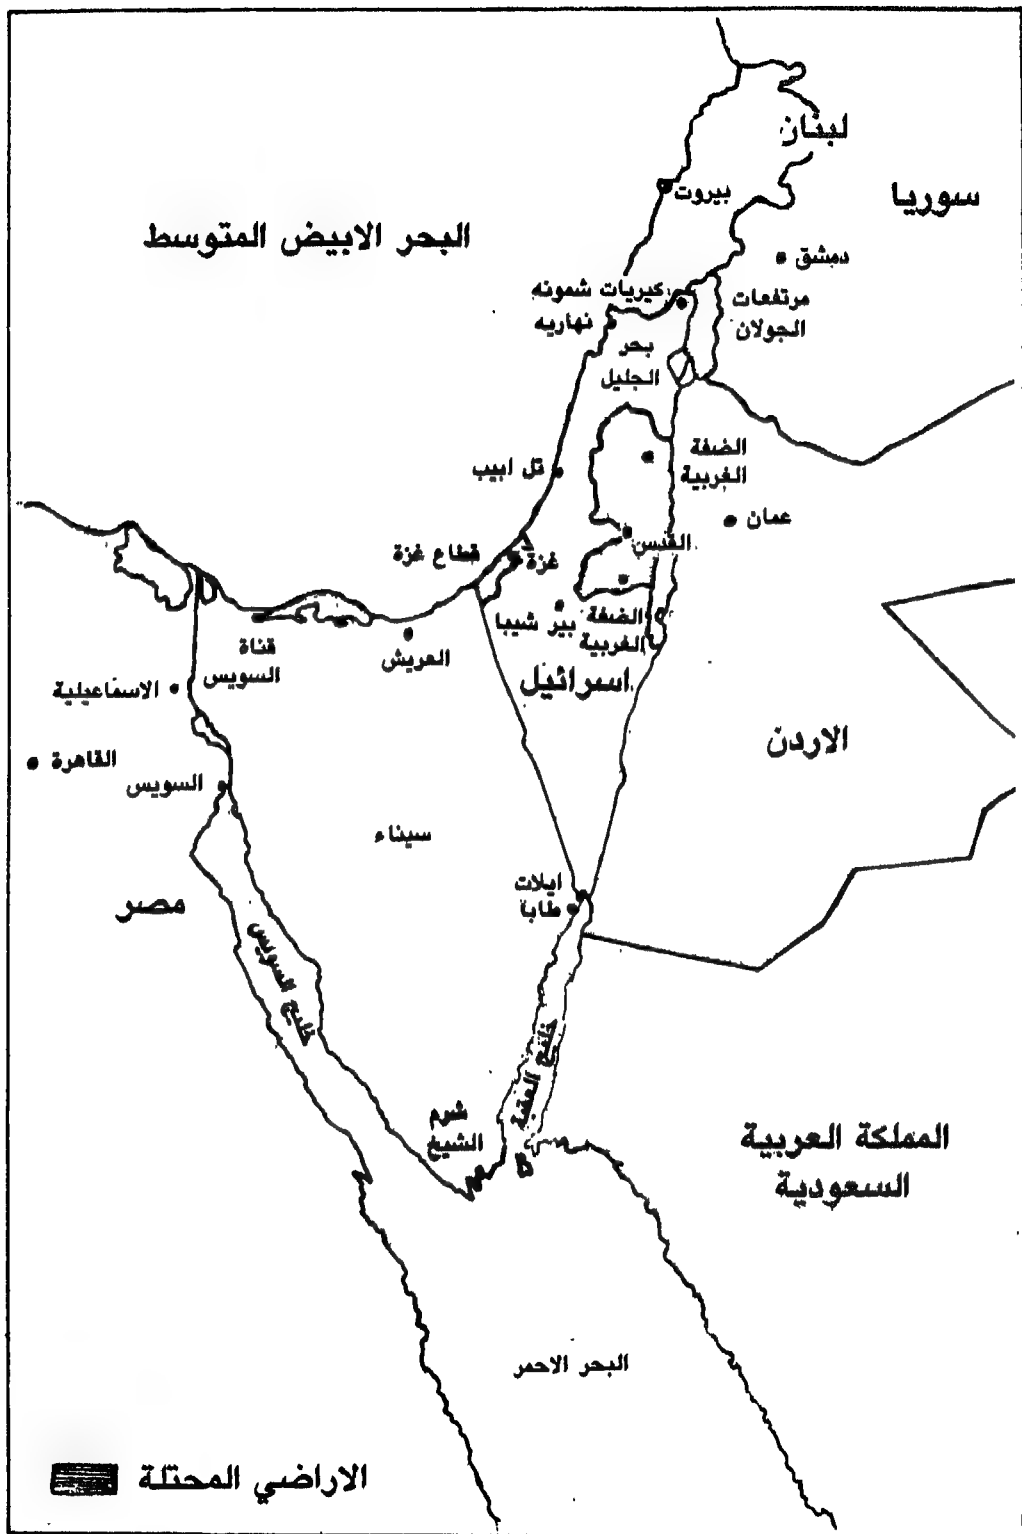 لبنان
سوريا
بيروت
البحر الابيض المتوسط
دمشق
كيريات شمونه
مرتفعات
الجولان
نهاريه
بحر
الجليل
الضفة
الغربية
تل ابيب
عمان
القدس
قطاع غزة
غزة
الضفة
الغربية
بير شيبا
قناة
السويس
العريش
اسرائيل
الاسماعيلية
الاردن
القاهرة
السويس
سيناء
ايلات
طابا
مصر
خليج السويس
خليج العقبة
شرم
الشيخ
المملكة العربية
السعودية
البحر الاحمر
الاراضي المحتلة